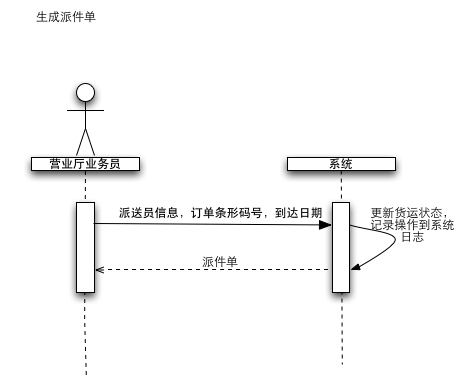 生成派件单
营业厅业务员
系统
派送员信息，订单条形码号，到达日期
更新货运状态，
记录操作到系统
日志
派件单